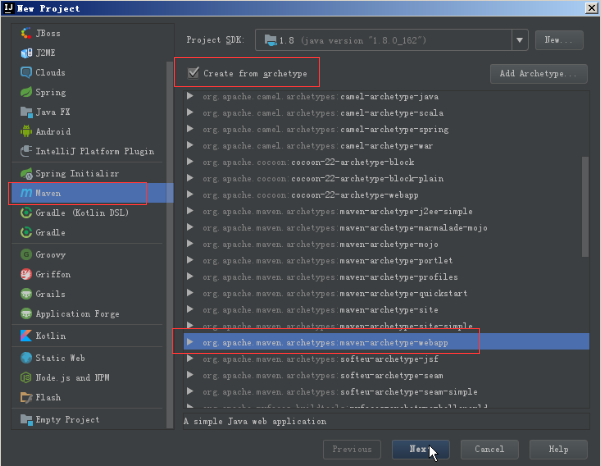 New Project
JBoss
J2ME
Clouds
Spring
Java FX
Android
IntelliJ Platform Plugin
Spring Initializr
Maven
Gradle (Kotlin DSL)
Gradle
Groovy
Griffon
Grails
Application Forge
Kotlin
Static Web
Node.js and NPM
Flash
Empty Project
Project SDK: 1.8 (java version "1.8.0_162") New...
Create from archetype Add Archetype...
org.apache.camel.archetypes:camel-archetype-java
org.apache.camel.archetypes:camel-archetype-scala
org.apache.camel.archetypes:camel-archetype-spring
org.apache.camel.archetypes:camel-archetype-war
org.apache.cocoon:cocoon-22-archetype-block
org.apache.cocoon:cocoon-22-archetype-block-plain
org.apache.cocoon:cocoon-22-archetype-webapp
org.apache.maven.archetypes:maven-archetype-j2ee-simple
org.apache.maven.archetypes:maven-archetype-marmalade-mojo
org.apache.maven.archetypes:maven-archetype-mojo
org.apache.maven.archetypes:maven-archetype-portlet
org.apache.maven.archetypes:maven-archetype-profiles
org.apache.maven.archetypes:maven-archetype-quickstart
org.apache.maven.archetypes:maven-archetype-site
org.apache.maven.archetypes:maven-archetype-site-simple
org.apache.maven.archetypes:maven-archetype-webapp
org.apache.maven.archetypes:softeu-archetype-jsf
org.apache.maven.archetypes:softeu-archetype-seam
org.apache.maven.archetypes:softeu-archetype-seam-simple
A simple Java web application
Previous Next Cancel Help